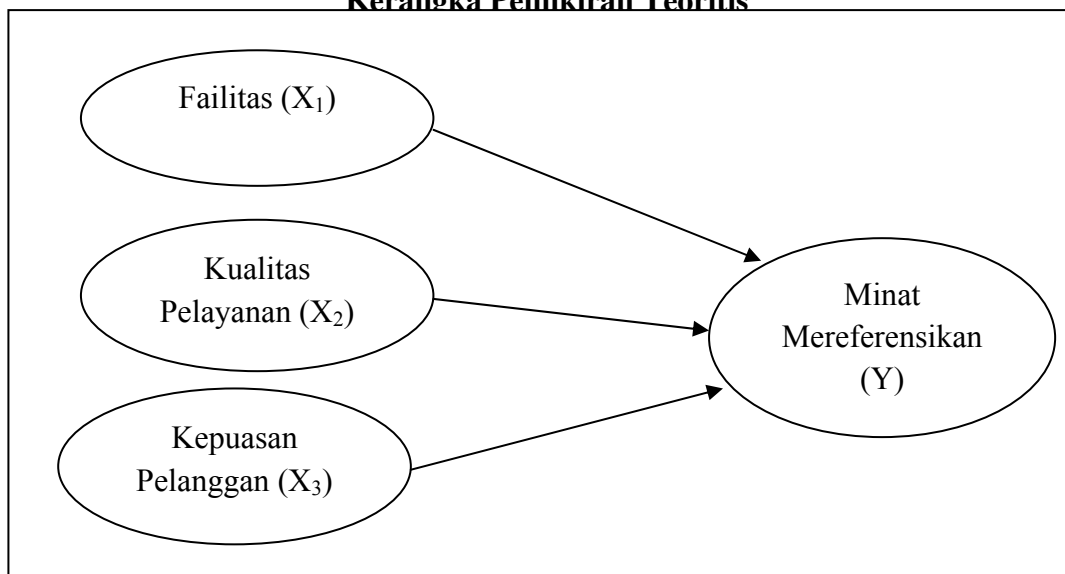 Kerangka Pemikiran Teoritis
Failitas (X₁)
Kualitas
Pelayanan (X₂)
Kepuasan
Pelanggan (X₃)
Minat
Mereferensikan
(Y)